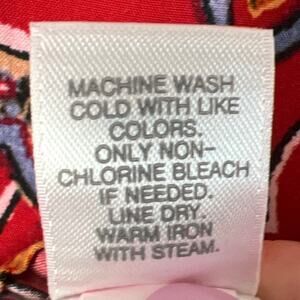 MACHINE WASH
COLD WITH LIKE
COLORS.
ONLY NON-
CHLORINE BLEACH
IF NEEDED.
LINE DRY.
WARM IRON
WITH STEAM.